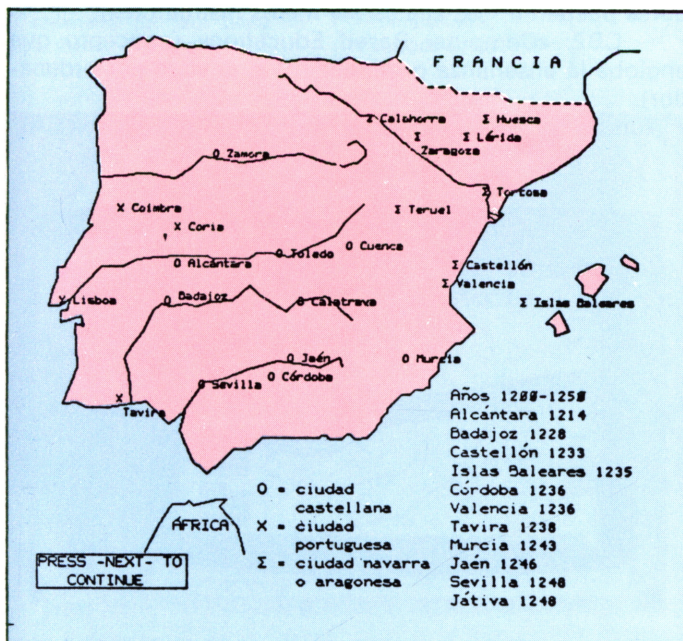 FRANCIA
Σ Calahorra
Σ Huesca
Σ Lérida
Σ Zaragoza
O Zamora
Σ Tortosa
X Coimbra
Σ Teruel
X Coria
O Toledo
O Cuenca
O Alcántara
Σ Castellón
Σ Valencia
X Lisboa
O Badajoz
O Calatrava
Σ Islas Baleares
O Jaén
O Murcia
O Córdoba
O Sevilla
X Tavira
Años 1200-1250
Alcántara 1214
Badajoz 1228
Castellón 1233
Islas Baleares 1235
Córdoba 1236
Valencia 1236
Tavira 1238
Murcia 1243
Jaén 1246
Sevilla 1248
Játiva 1248
O = ciudad
castellana
X = ciudad
portuguesa
Σ = ciudad navarra
o aragonesa
ÁFRICA
PRESS -NEXT- TO
CONTINUE